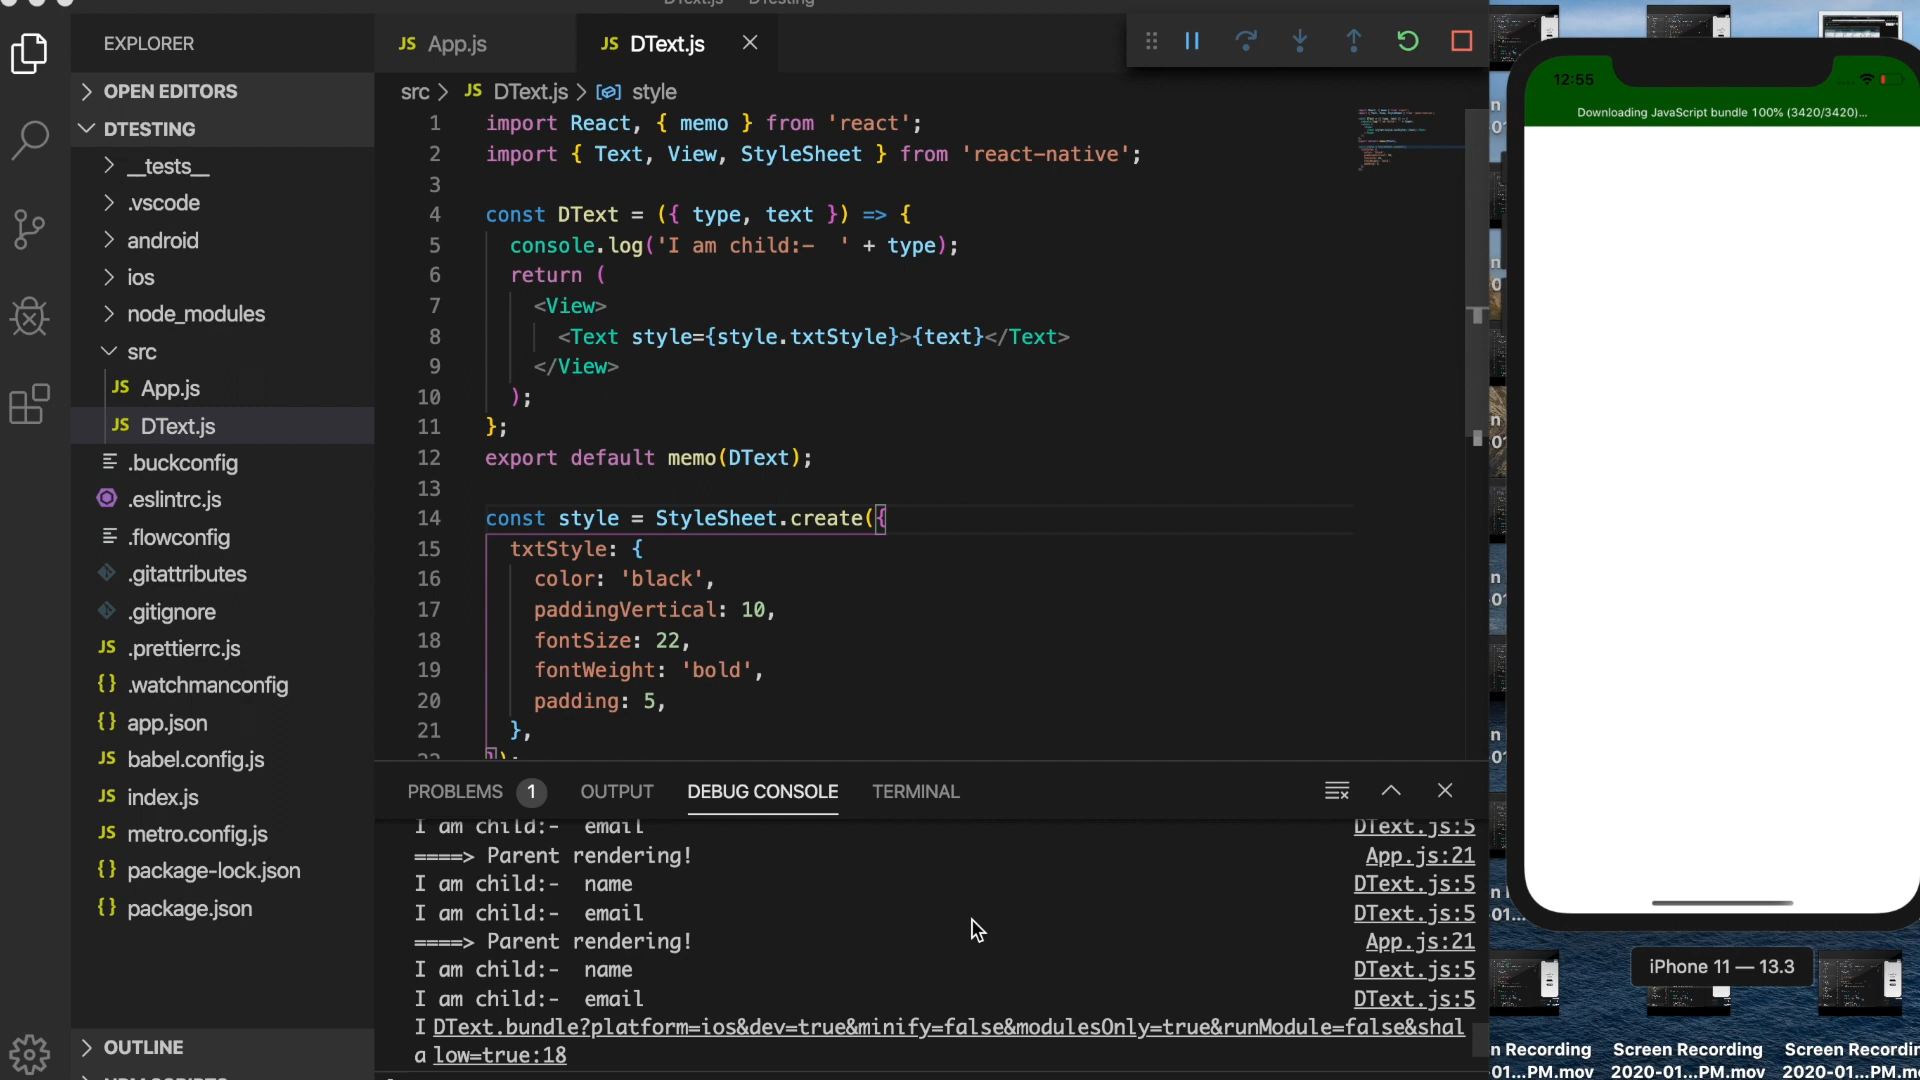 EXPLORER
OPEN EDITORS
DTESTING
__tests__
.vscode
android
ios
node_modules
src
JS App.js
JS DText.js
.buckconfig
.eslintrc.js
.flowconfig
.gitattributes
.gitignore
JS .prettierrc.js
{} .watchmanconfig
{} app.json
JS babel.config.js
JS index.js
JS metro.config.js
{} package-lock.json
{} package.json
OUTLINE
JS App.js
JS DText.js
src > JS DText.js > style
1 import React, { memo } from 'react';
2 import { Text, View, StyleSheet } from 'react-native';
3
4 const DText = ({ type, text }) => {
5 console.log('I am child:-  ' + type);
6 return (
7 <View>
8 <Text style={style.txtStyle}>{text}</Text>
9 </View>
10 );
11 };
12 export default memo(DText);
13
14 const style = StyleSheet.create({
15 txtStyle: {
16 color: 'black',
17 paddingVertical: 10,
18 fontSize: 22,
19 fontWeight: 'bold',
20 padding: 5,
21 },
22 });
PROBLEMS 1 OUTPUT DEBUG CONSOLE TERMINAL
I am child:-  email DText.js:5
====> Parent rendering! App.js:21
I am child:-  name DText.js:5
I am child:-  email DText.js:5
====> Parent rendering! App.js:21
I am child:-  name DText.js:5
I am child:-  email DText.js:5
I DText.bundle?platform=ios&dev=true&minify=false&modulesOnly=true&runModule=false&shal
a low=true:18
12:55
Downloading JavaScript bundle 100% (3420/3420)...
iPhone 11 — 13.3
n Recording
01...PM.mov
Screen Recording
2020-01...PM.mov
Screen Recordin
2020-01...PM.m